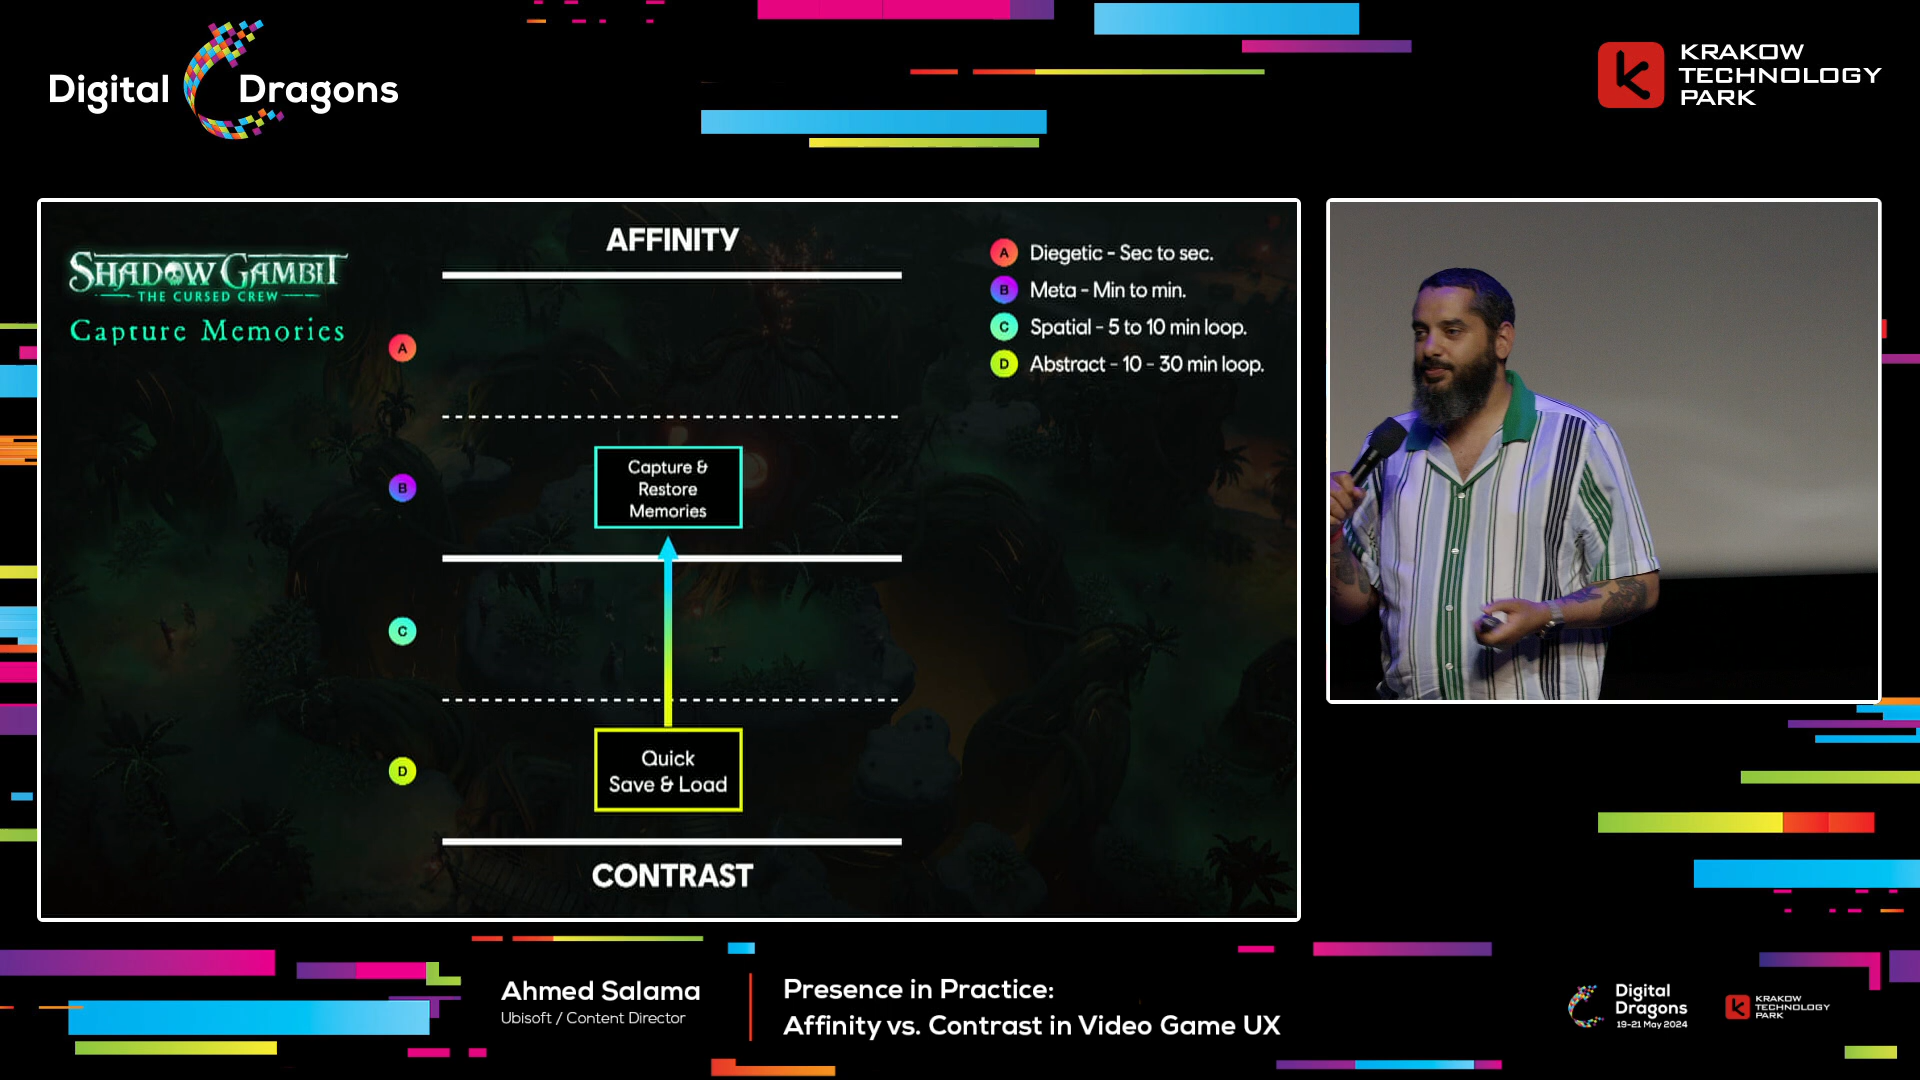 Digital Dragons
KRAKOW
TECHNOLOGY
PARK
SHADOW GAMBIT
THE CURSED CREW
Capture Memories
AFFINITY
A Diegetic - Sec to sec.
B Meta - Min to min.
C Spatial - 5 to 10 min loop.
D Abstract - 10 - 30 min loop.
A
B
Capture &
Restore
Memories
C
D
Quick
Save & Load
CONTRAST
Ahmed Salama
Ubisoft / Content Director
Presence in Practice:
Affinity vs. Contrast in Video Game UX
Digital
Dragons
19-21 May 2024
KRAKOW
TECHNOLOGY
PARK